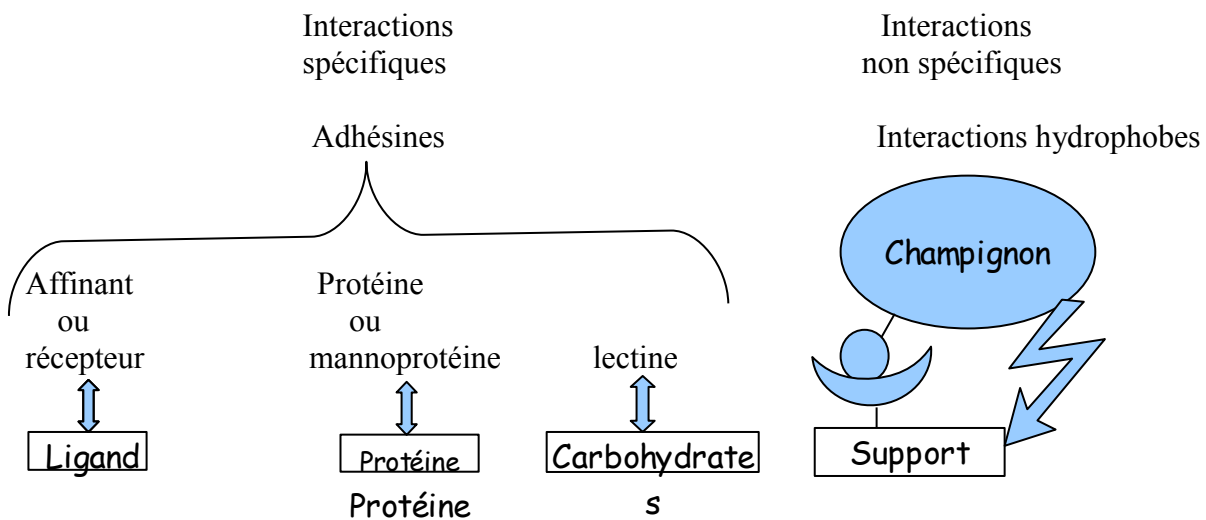 Interactions
spécifiques
Adhésines
Affinant
ou
récepteur
Ligand
Protéine
ou
mannoprotéine
Protéine
Protéine
lectine
Carbohydrate
s
Interactions
non spécifiques
Interactions hydrophobes
Champignon
Support